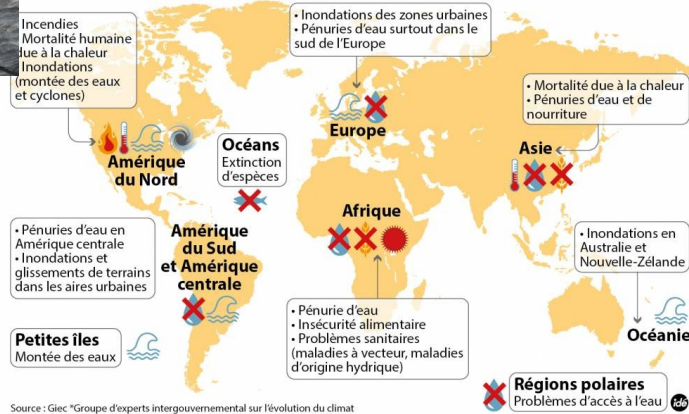 Incendies
Mortalité humaine
due à la chaleur
Inondations
(montée des eaux
et cyclones)
Amérique
du Nord
• Inondations des zones urbaines
• Pénuries d'eau surtout dans le
sud de l'Europe
Europe
• Mortalité due à la chaleur
• Pénuries d'eau et de
nourriture
Asie
Océans
Extinction
d'espèces
Afrique
• Pénurie d'eau
• Insécurité alimentaire
• Problèmes sanitaires
(maladies à vecteur, maladies
d'origine hydrique)
• Pénuries d'eau en
Amérique centrale
• Inondations et
glissements de terrains
dans les aires urbaines
Amérique
du Sud
et Amérique
centrale
• Inondations en
Australie et
Nouvelle-Zélande
Océanie
Petites îles
Montée des eaux
Régions polaires
Problèmes d'accès à l'eau
idé
Source : Giec *Groupe d'experts intergouvernemental sur l'évolution du climat